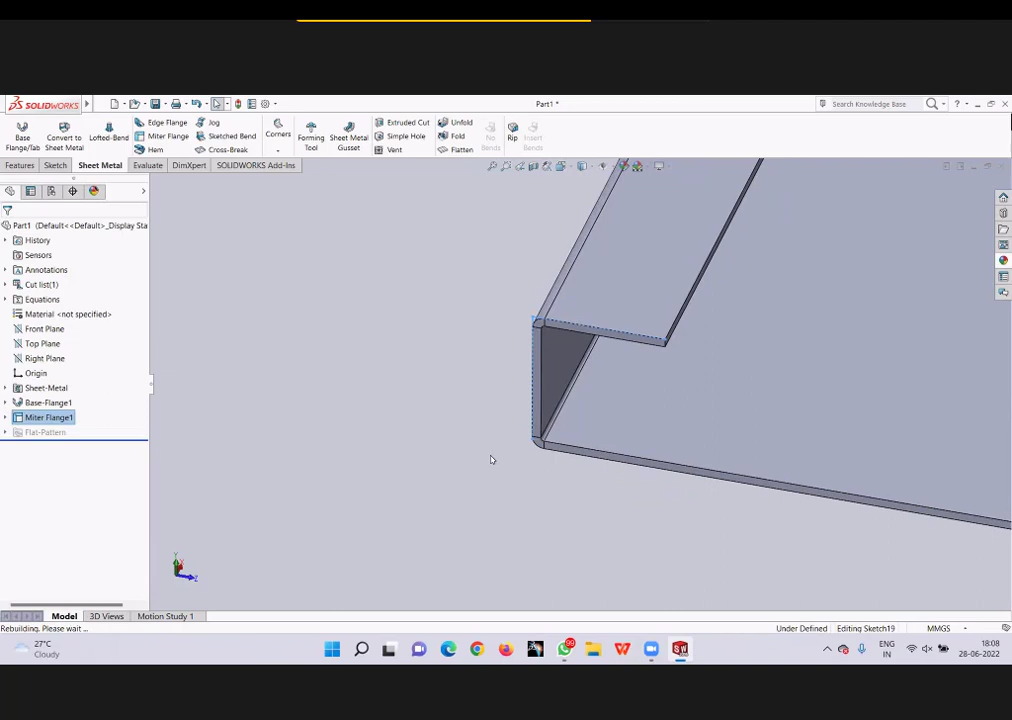 SOLIDWORKS
Part1 *
Search Knowledge Base
?
Base Flange/Tab
Convert to Sheet Metal
Lofted-Bend
Edge Flange
Miter Flange
Hem
Jog
Sketched Bend
Cross-Break
Corners
Forming Tool
Sheet Metal Gusset
Extruded Cut
Simple Hole
Vent
Unfold
Fold
Flatten
No Bends
Rip
Insert Bends
Features
Sketch
Sheet Metal
Evaluate
DimXpert
SOLIDWORKS Add-Ins
Part1 (Default<<Default>_Display Sta
History
Sensors
Annotations
Cut list(1)
Equations
Material <not specified>
Front Plane
Top Plane
Right Plane
Origin
Sheet-Metal
Base-Flange1
Miter Flange1
Flat-Pattern
Y
X
Z
Model
3D Views
Motion Study 1
Rebuilding. Please wait ...
Under Defined
Editing Sketch19
MMGS
-
27°C
Cloudy
99
SW
ENG
IN
18:08
28-06-2022